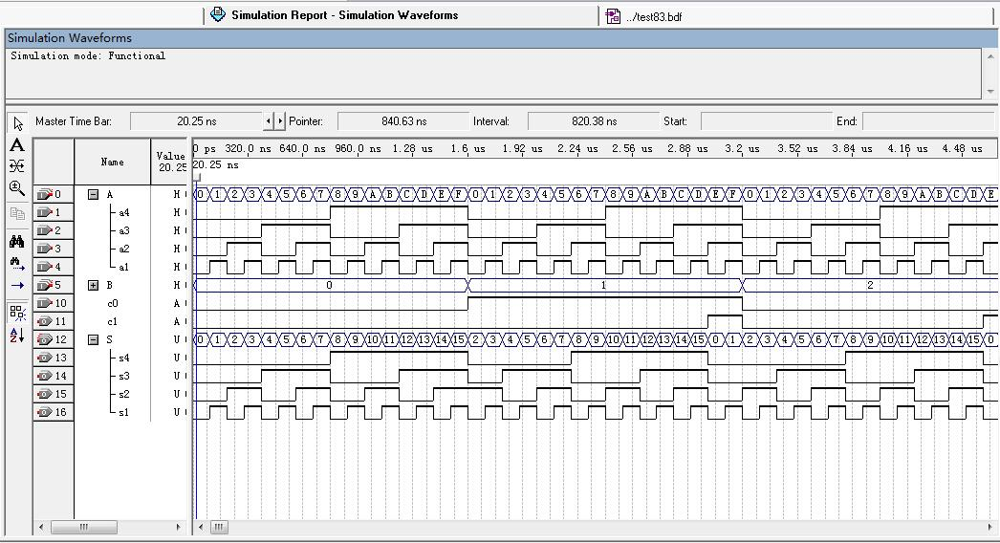 Simulation Report - Simulation Waveforms
../test83.bdf
Simulation Waveforms
Simulation mode: Functional
Master Time Bar: 20.25 ns Pointer: 840.63 ns Interval: 820.38 ns Start: End:
Name Value 0 ps 320.0 ns 640.0 ns 960.0 ns 1.28 us 1.6 us 1.92 us 2.24 us 2.56 us 2.88 us 3.2 us 3.52 us 3.84 us 4.16 us 4.48 us
20.25 20.25 ns
0 A H 0 1 2 3 4 5 6 7 8 9 A B C D E F 0 1 2 3 4 5 6 7 8 9 A B C D E F 0 1 2 3 4 5 6 7 8 9 A B C D E
1 a4 H
2 a3 H
3 a2 H
4 a1 H
5 B H 0 1 2
10 c0 A
11 c1 A
12 S U 0 1 2 3 4 5 6 7 8 9 10 11 12 13 14 15 2 3 4 5 6 7 8 9 10 11 12 13 14 15 0 1 2 3 4 5 6 7 8 9 10 11 12 13 14 15 0
13 s4 U
14 s3 U
15 s2 U
16 s1 U